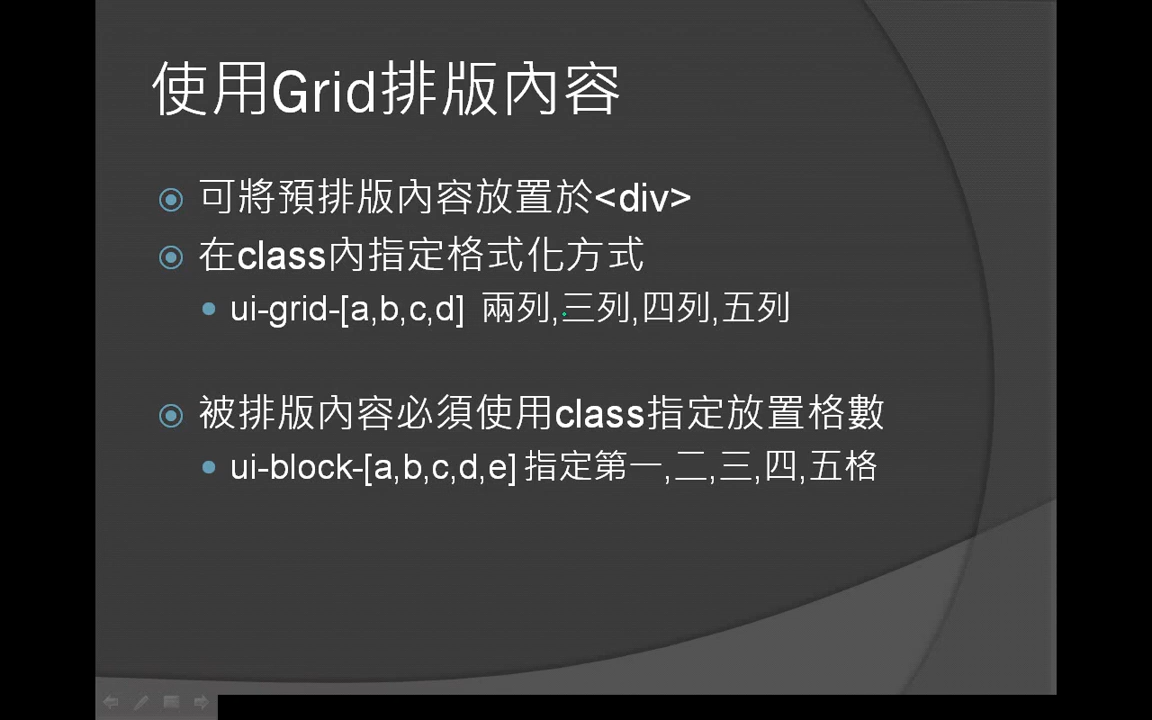 使用Grid排版內容
可將預排版內容放置於<div>
在class內指定格式化方式
ui-grid-[a,b,c,d] 兩列,三列,四列,五列
被排版內容必須使用class指定放置格數
ui-block-[a,b,c,d,e]指定第一,二,三,四,五格